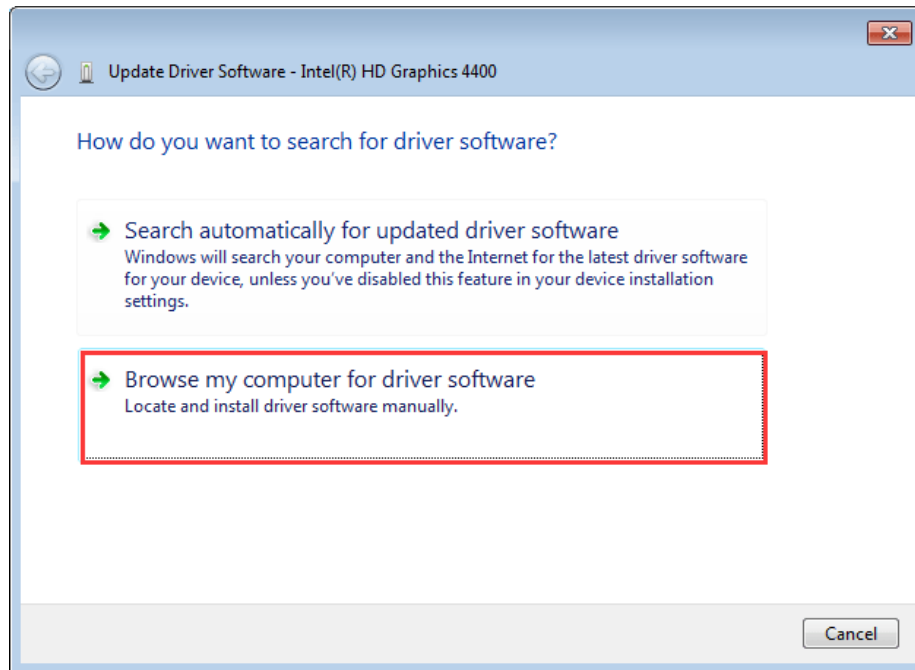 Update Driver Software - Intel(R) HD Graphics 4400
How do you want to search for driver software?
Search automatically for updated driver software
Windows will search your computer and the Internet for the latest driver software
for your device, unless you've disabled this feature in your device installation
settings.
Browse my computer for driver software
Locate and install driver software manually.
Cancel